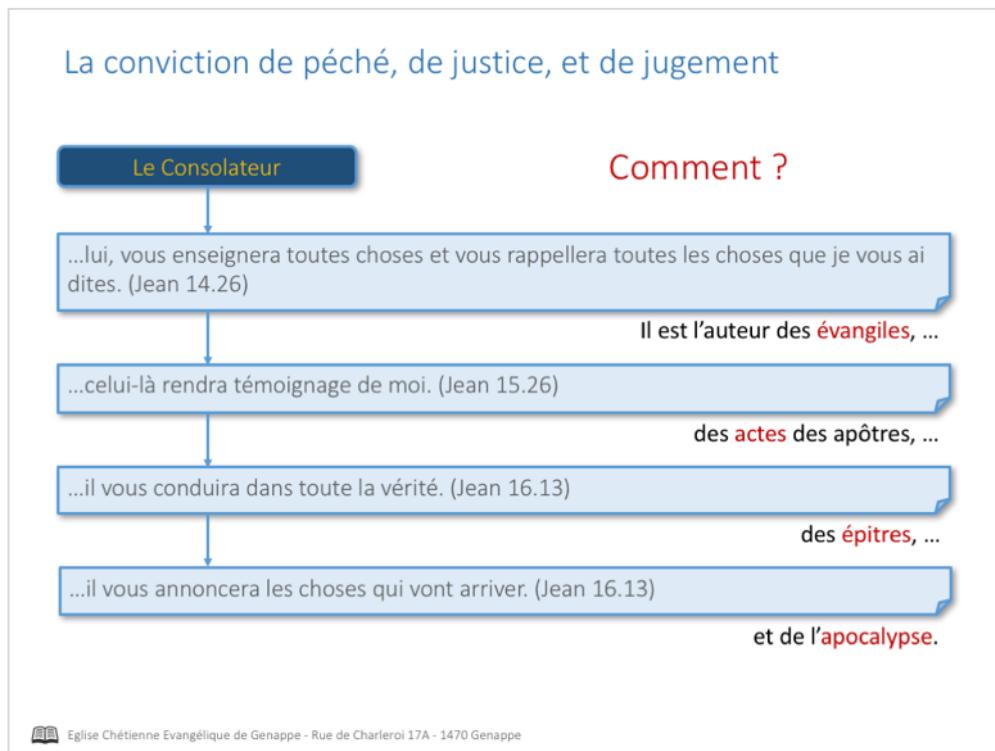 La conviction de péché, de justice, et de jugement
Le Consolateur
Comment ?
...lui, vous enseignera toutes choses et vous rappellera toutes les choses que je vous ai
dites. (Jean 14.26)
Il est l'auteur des évangiles, ...
...celui-là rendra témoignage de moi. (Jean 15.26)
des actes des apôtres, ...
...il vous conduira dans toute la vérité. (Jean 16.13)
des épitres, ...
...il vous annoncera les choses qui vont arriver. (Jean 16.13)
et de l'apocalypse.
Eglise Chétienne Evangélique de Genappe - Rue de Charleroi 17A - 1470 Genappe